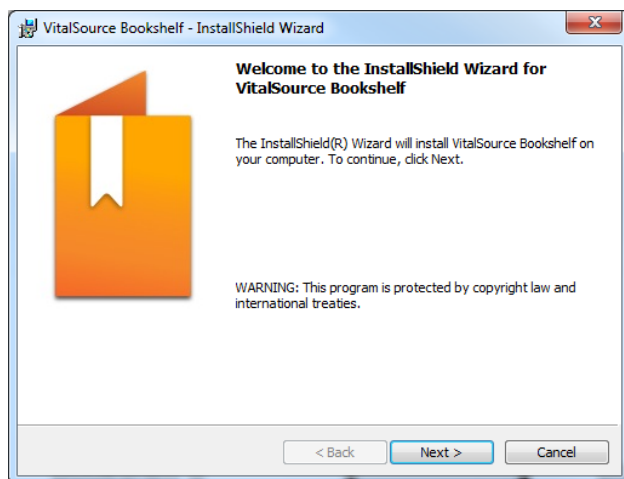 VitalSource Bookshelf - InstallShield Wizard
Welcome to the InstallShield Wizard for
VitalSource Bookshelf
The InstallShield(R) Wizard will install VitalSource Bookshelf on
your computer. To continue, click Next.
WARNING: This program is protected by copyright law and
international treaties.
< Back Next > Cancel